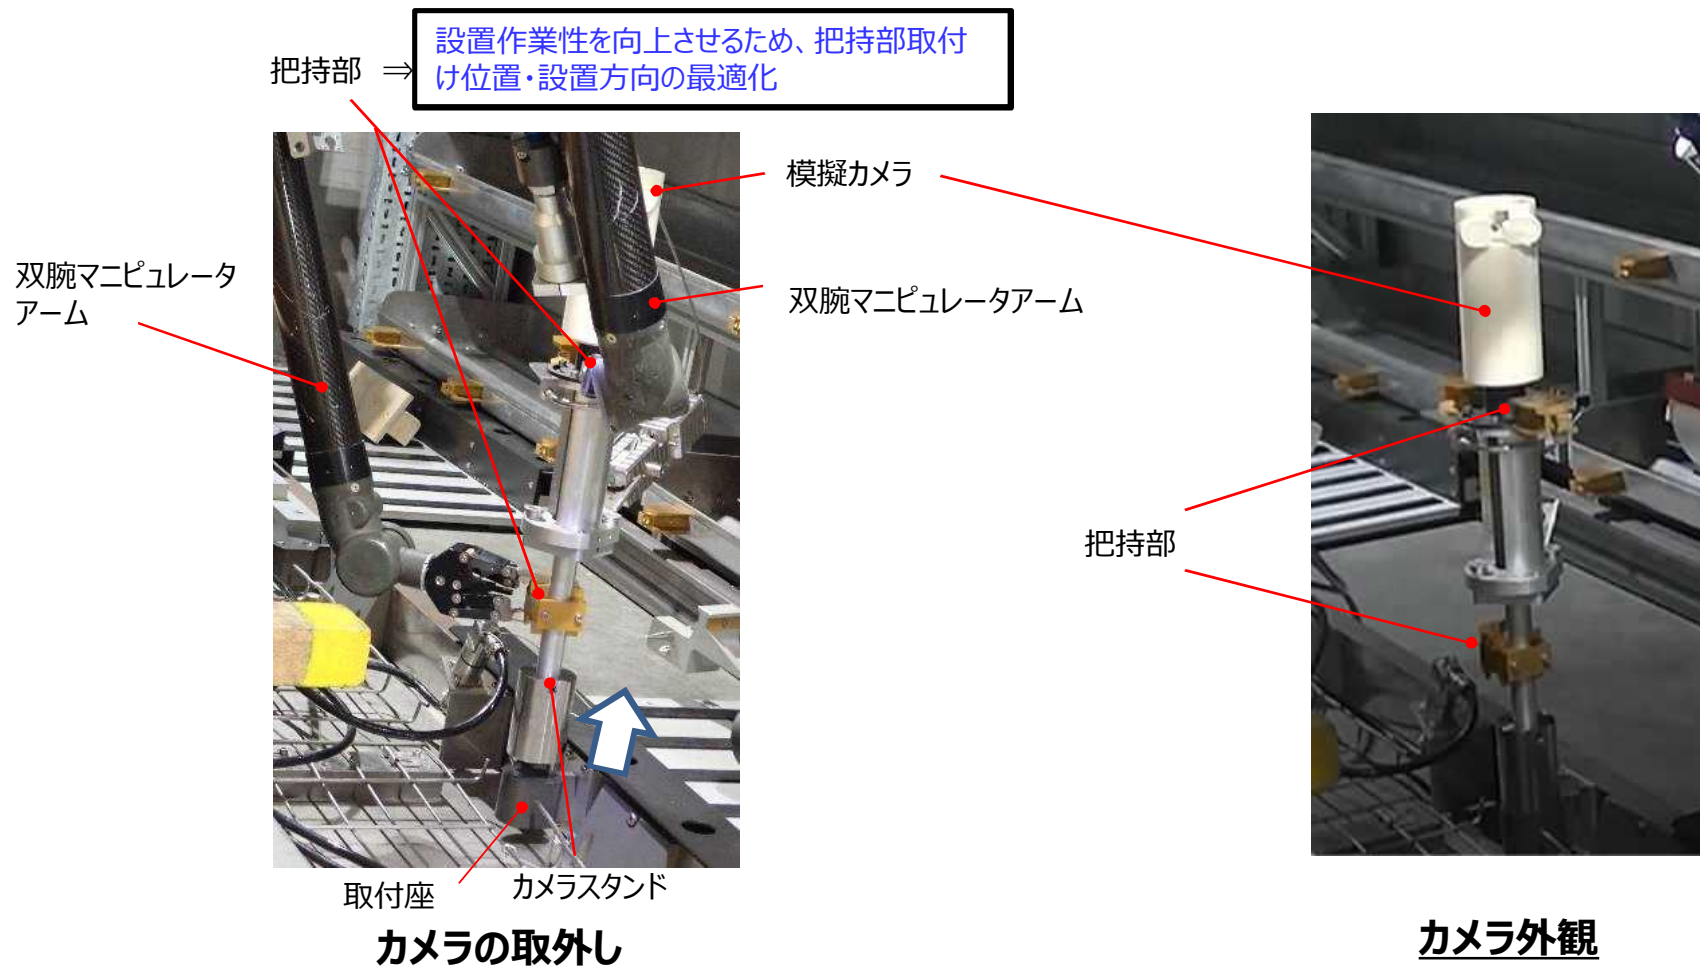 把持部 ⇒
設置作業性を向上させるため、把持部取付
け位置・設置方向の最適化
模擬カメラ
双腕マニピュレータ
アーム
双腕マニピュレータアーム
把持部
取付座
カメラスタンド
カメラの取外し
カメラ外観